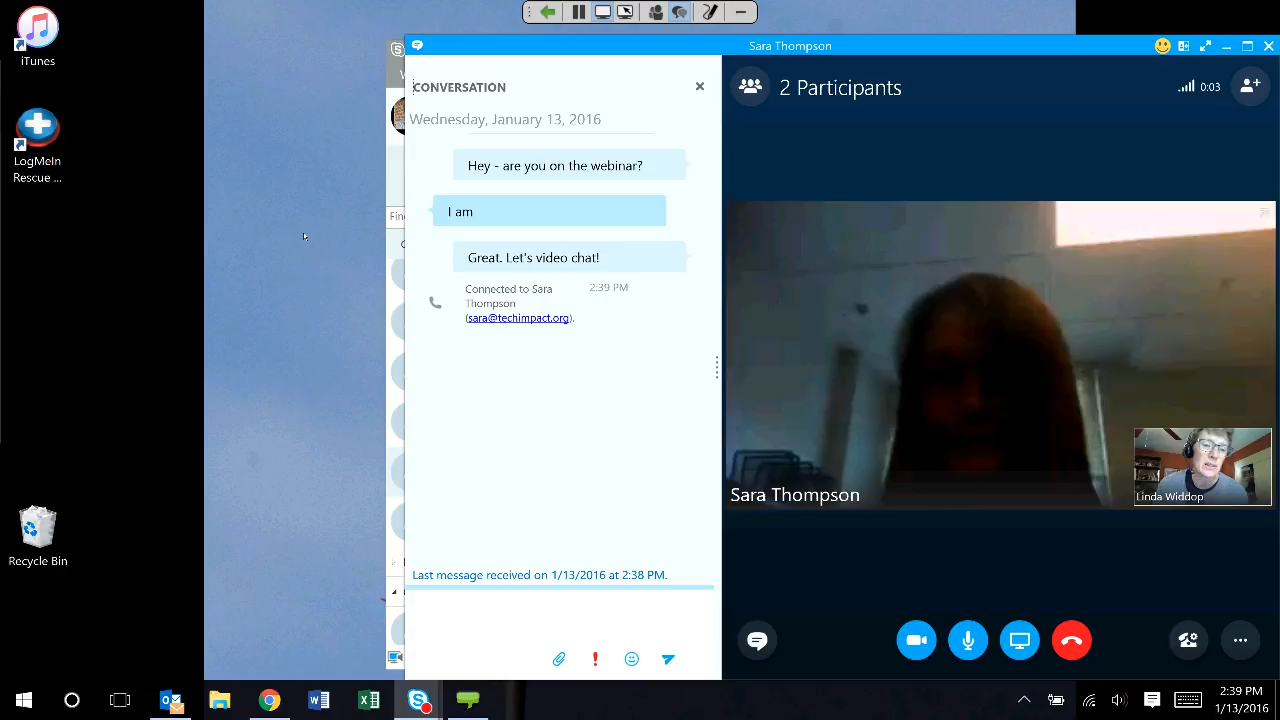 iTunes
LogMeIn
Rescue ...
Recycle Bin
Sara Thompson
CONVERSATION
Wednesday, January 13, 2016
Hey - are you on the webinar?
I am
Great. Let's video chat!
Connected to Sara
Thompson
(sara@techimpact.org).
2:39 PM
Last message received on 1/13/2016 at 2:38 PM.
2 Participants
0:03
Sara Thompson
Linda Widdop
2:39 PM
1/13/2016